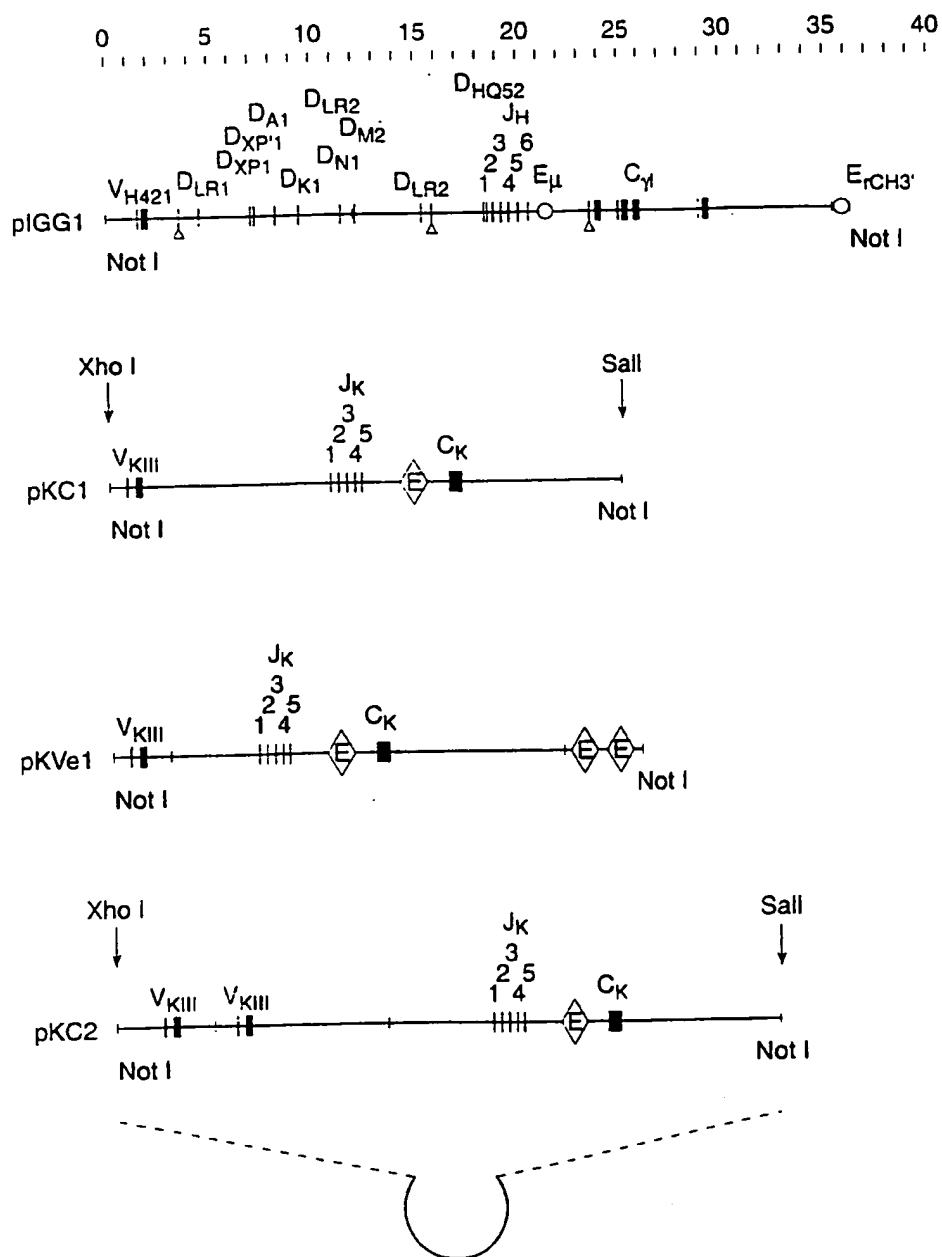 0 5 10 15 20 25 30 35 40
DHQ52
DA1 DLR2 JH
DXP'1 DM2 3 6
DXP1 DN1 2 5
VH421 DLR1 DK1 DLR2 1 4 Eμ CγI ErCH3'
pIGG1
Not I Not I
Xho I SalI
JK
3
2 5
VKIII 1 4 CK
pKC1 E
Not I Not I
JK
3
2 5
VKIII 1 4 CK
pKVe1 E E E
Not I Not I
Xho I SalI
JK
3
2 5
VKIII VKIII 1 4 CK
pKC2 E
Not I Not I